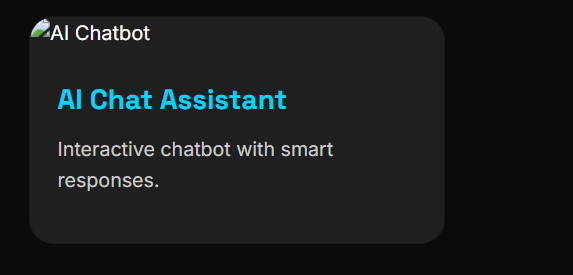 AI Chatbot
AI Chat Assistant
Interactive chatbot with smart
responses.